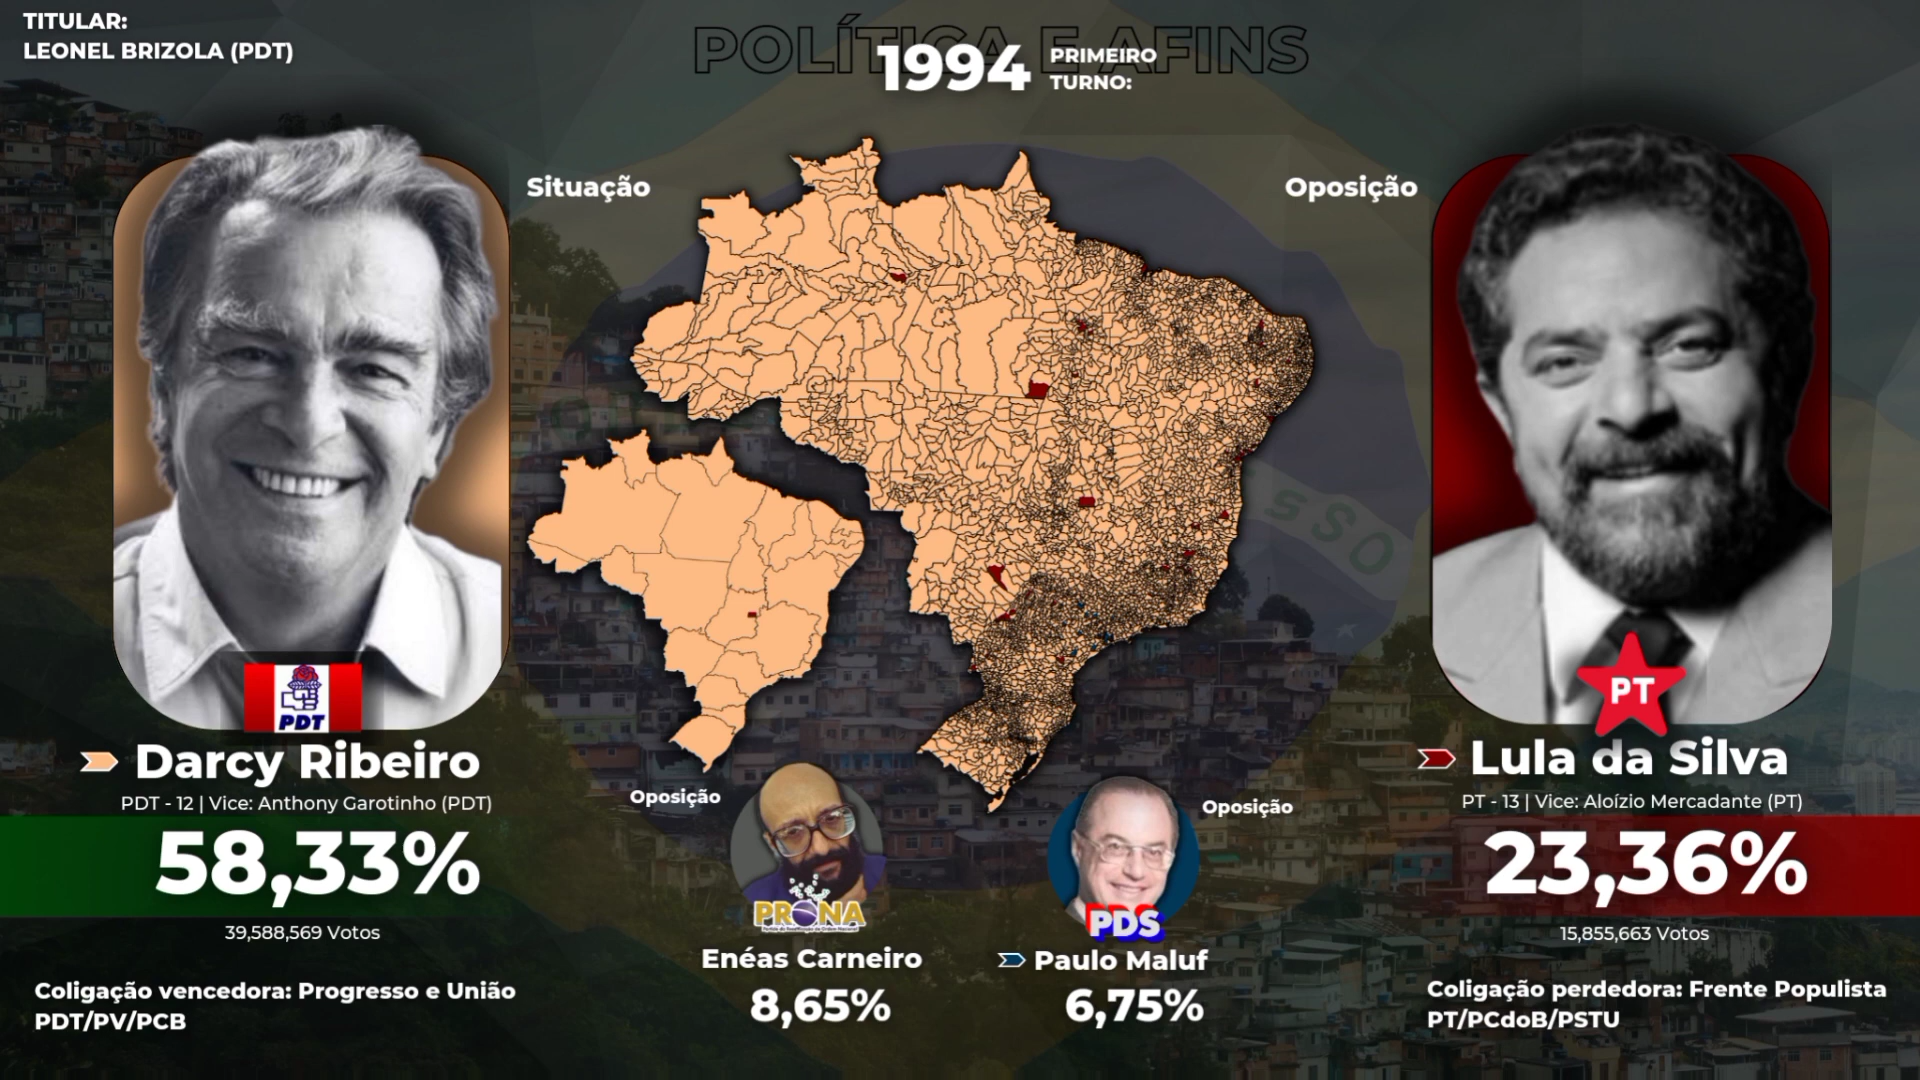 TITULAR:
LEONEL BRIZOLA (PDT)
POLÍTICA E AFINS
1994 PRIMEIRO
TURNO:
Situação
Oposição
SSO
PDT
PT
Darcy Ribeiro
PDT - 12 | Vice: Anthony Garotinho (PDT)
58,33%
39,588,569 Votos
Coligação vencedora: Progresso e União
PDT/PV/PCB
Oposição
PRONA
Enéas Carneiro
8,65%
Oposição
PDS
Paulo Maluf
6,75%
Lula da Silva
PT - 13 | Vice: Aloízio Mercadante (PT)
23,36%
15,855,663 Votos
Coligação perdedora: Frente Populista
PT/PCdoB/PSTU